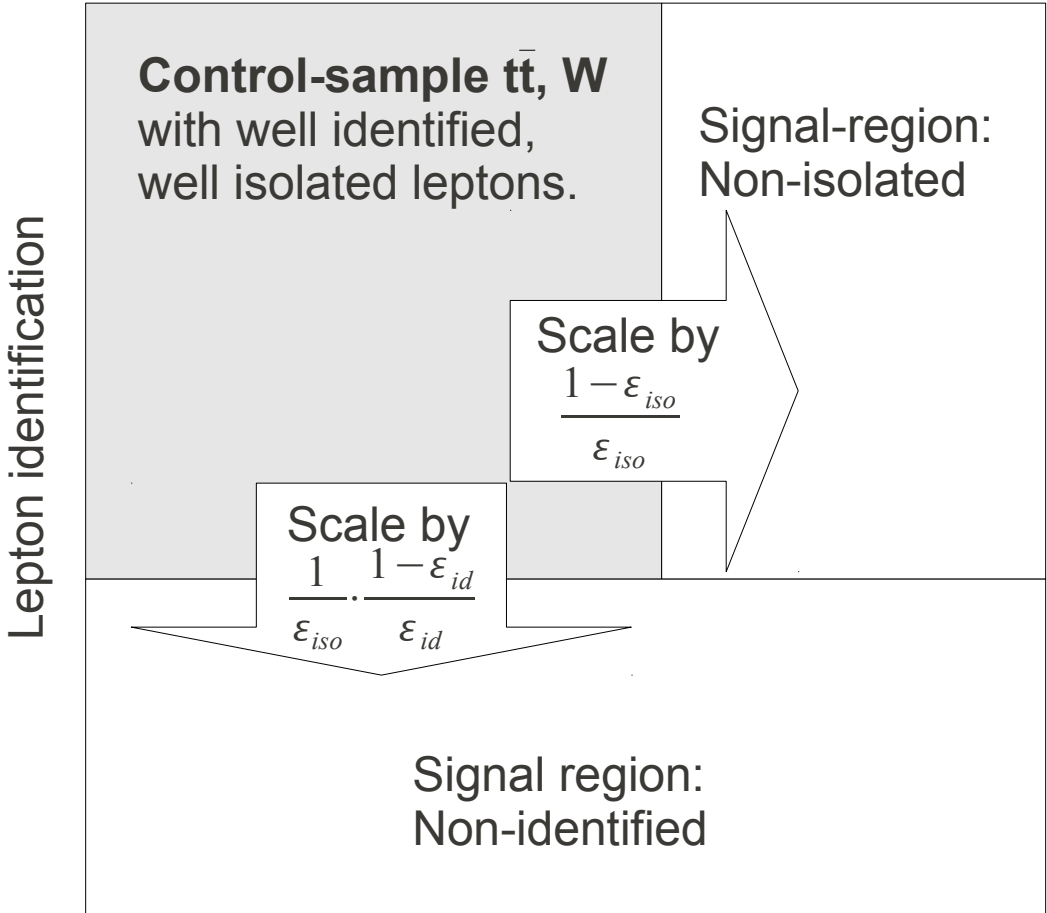 Control-sample tt̄, W
with well identified,
well isolated leptons.
Signal-region:
Non-isolated
Lepton identification
Scale by
1−ε_iso
ε_iso
Scale by
1/ε_iso · (1−ε_id)/ε_id
Signal region:
Non-identified